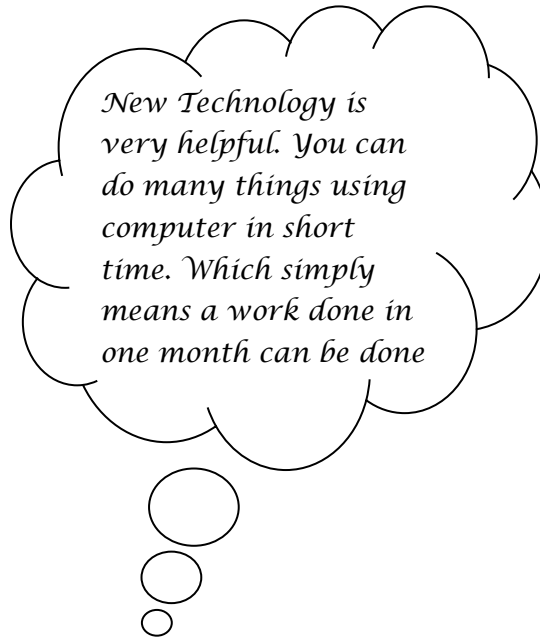 New Technology is
very helpful. You can
do many things using
computer in short
time. Which simply
means a work done in
one month can be done